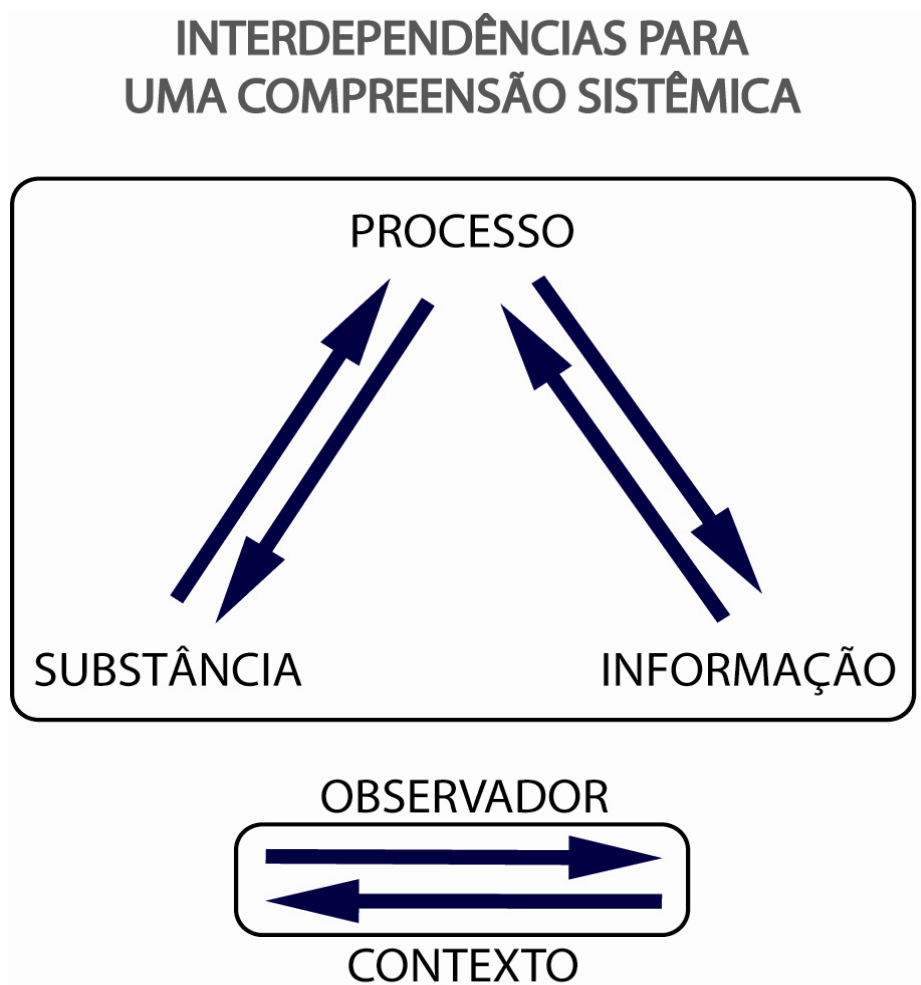 INTERDEPENDÊNCIAS PARA
UMA COMPREENSÃO SISTÊMICA
PROCESSO
SUBSTÂNCIA
INFORMAÇÃO
OBSERVADOR
CONTEXTO